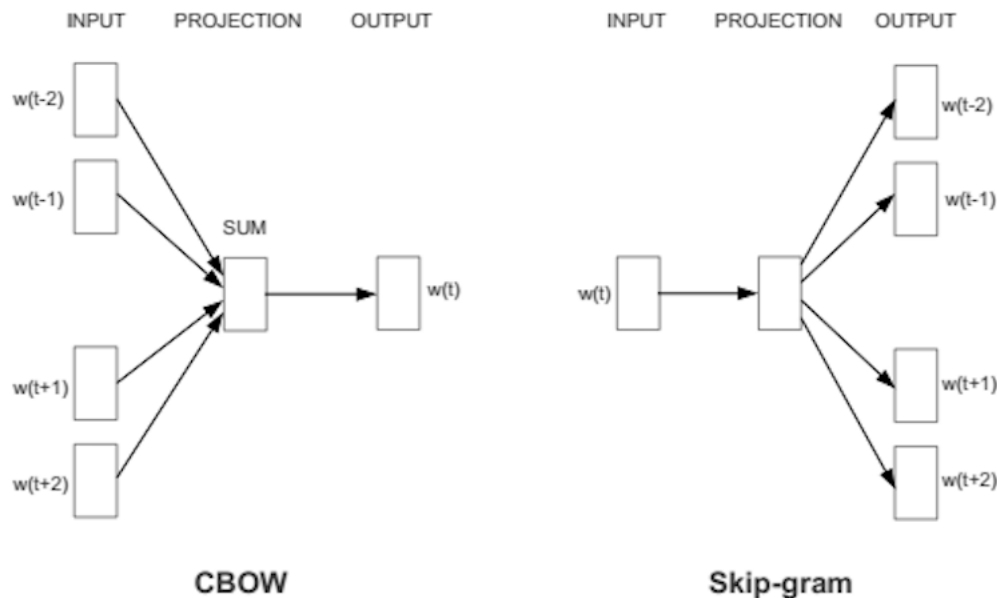 INPUT PROJECTION OUTPUT
w(t-2)
w(t-1)
SUM
w(t)
w(t+1)
w(t+2)
CBOW
INPUT PROJECTION OUTPUT
w(t-2)
w(t-1)
w(t)
w(t+1)
w(t+2)
Skip-gram